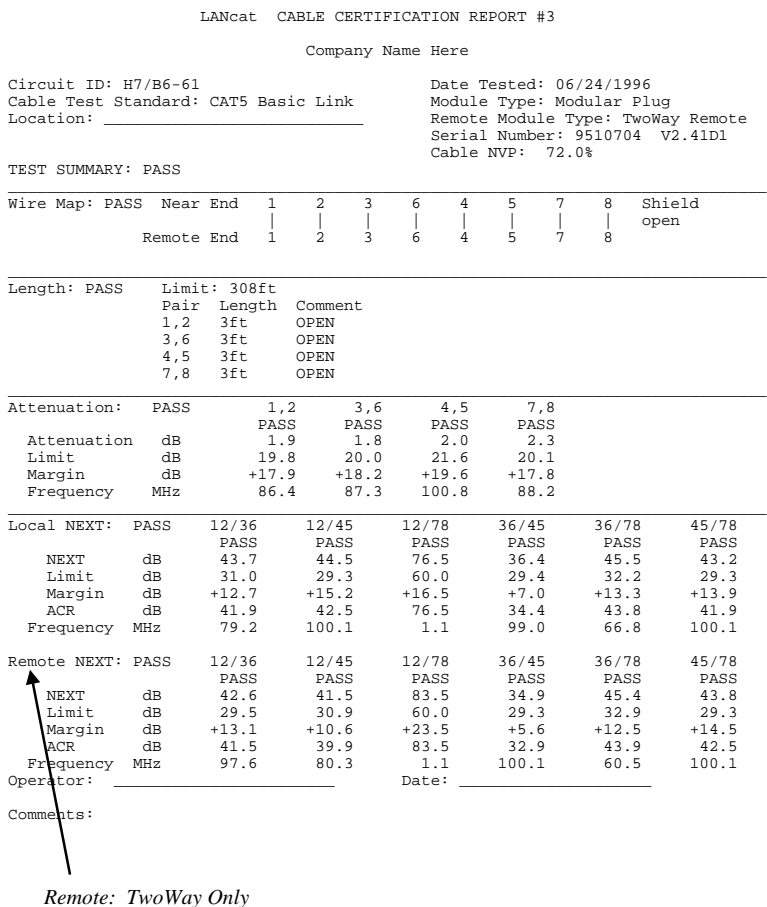 LANcat  CABLE CERTIFICATION REPORT #3
Company Name Here
Circuit ID: H7/B6-61                        Date Tested: 06/24/1996
Cable Test Standard: CAT5 Basic Link        Module Type: Modular Plug
Location: ___________________________       Remote Module Type: TwoWay Remote
Serial Number: 9510704  V2.41D1
Cable NVP:  72.0%
TEST SUMMARY: PASS
Wire Map: PASS  Near End   1    2    3    6    4    5    7    8   Shield
|    |    |    |    |    |    |    |   open
Remote End   1    2    3    6    4    5    7    8
Length: PASS    Limit: 308ft
Pair  Length  Comment
1,2   3ft     OPEN
3,6   3ft     OPEN
4,5   3ft     OPEN
7,8   3ft     OPEN
Attenuation:   PASS        1,2      3,6      4,5      7,8
PASS     PASS     PASS     PASS
Attenuation   dB          1.9      1.8      2.0      2.3
Limit         dB         19.8     20.0     21.6     20.1
Margin        dB        +17.9    +18.2    +19.6    +17.8
Frequency    MHz         86.4     87.3    100.8     88.2
Local NEXT:  PASS    12/36     12/45     12/78     36/45     36/78     45/78
PASS      PASS      PASS      PASS      PASS      PASS
NEXT      dB      43.7      44.5      76.5      36.4      45.5      43.2
Limit     dB      31.0      29.3      60.0      29.4      32.2      29.3
Margin    dB     +12.7     +15.2     +16.5      +7.0     +13.3     +13.9
ACR       dB      41.9      42.5      76.5      34.4      43.8      41.9
Frequency  MHz     79.2     100.1       1.1      99.0      66.8     100.1
Remote NEXT: PASS    12/36     12/45     12/78     36/45     36/78     45/78
PASS      PASS      PASS      PASS      PASS      PASS
NEXT      dB      42.6      41.5      83.5      34.9      45.4      43.8
Limit     dB      29.5      30.9      60.0      29.3      32.9      29.3
Margin    dB     +13.1     +10.6     +23.5      +5.6     +12.5     +14.5
ACR       dB      41.5      39.9      83.5      32.9      43.9      42.5
Frequency  MHz     97.6      80.3       1.1     100.1      60.5     100.1
Operator:  _______________________       Date: ____________________
Comments:
Remote:  TwoWay Only